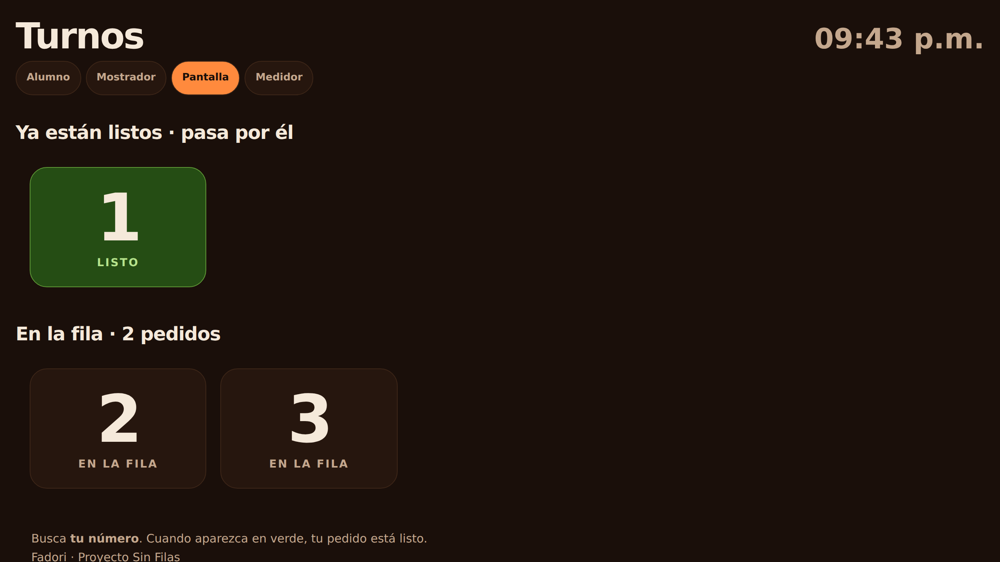 Turnos
09:43 p.m.
Alumno Mostrador Pantalla Medidor
Ya están listos · pasa por él
1
LISTO
En la fila · 2 pedidos
2
EN LA FILA
3
EN LA FILA
Busca tu número. Cuando aparezca en verde, tu pedido está listo.
Fadori · Proyecto Sin Filas